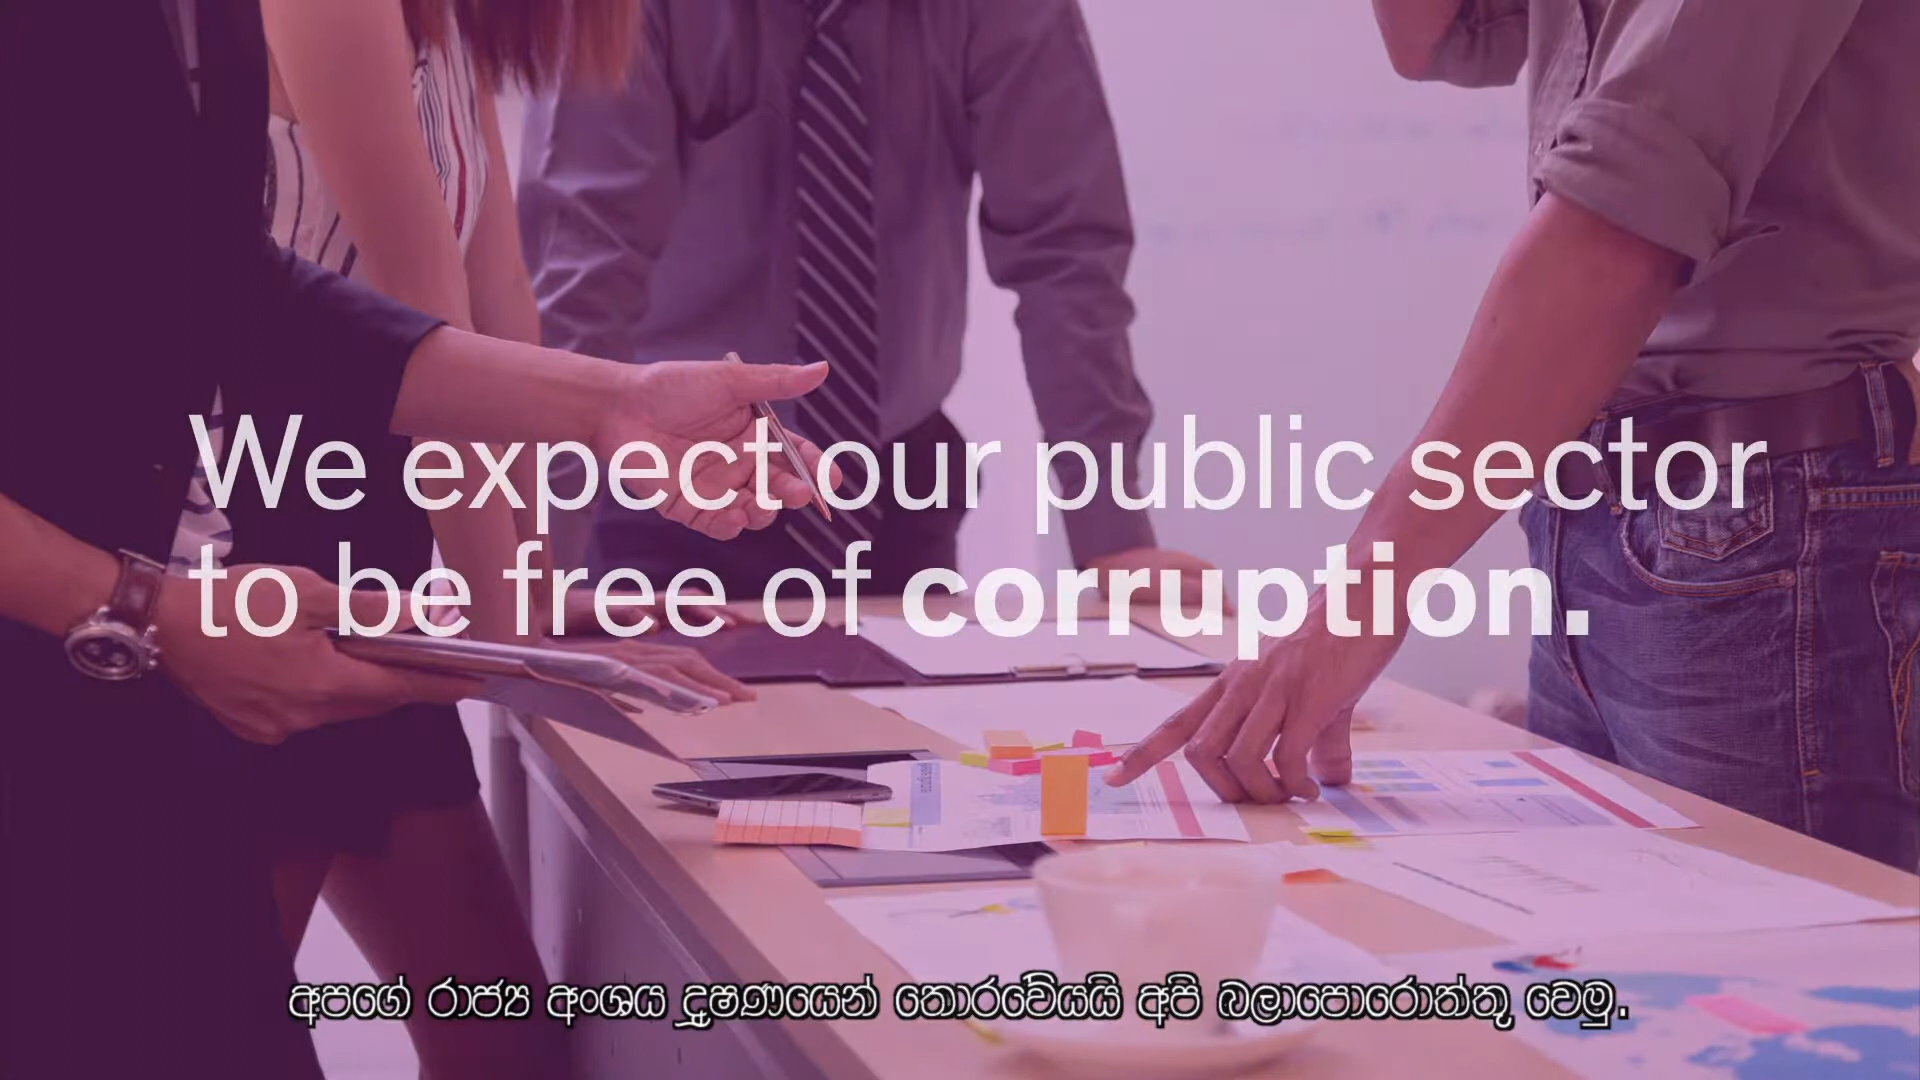 We expect our public sector
to be free of corruption.
අපගේ රාජ්‍ය අංශය දූෂණයෙන් තොරවේයයි අපි බලාපොරොත්තු වෙමු.